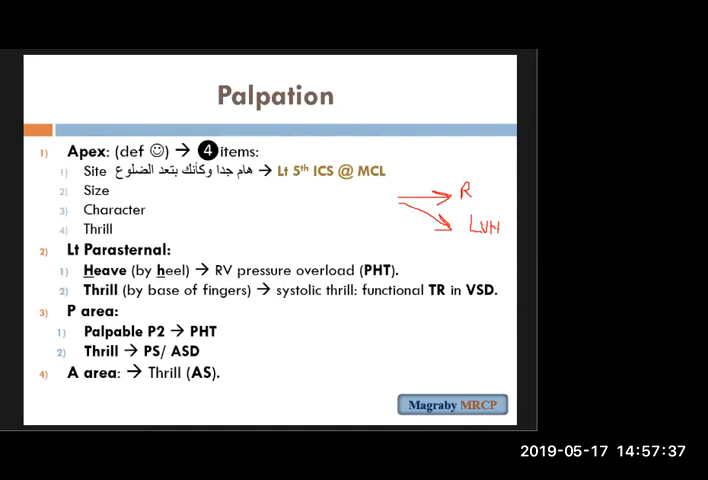 Palpation
1) Apex: (def ☺) → ❹ items:
1) Site هام جدا وكأنك بتعد الضلوع → Lt 5th ICS @ MCL
2) Size
3) Character
4) Thrill
R
LVH
2) Lt Parasternal:
1) Heave (by heel) → RV pressure overload (PHT).
2) Thrill (by base of fingers) → systolic thrill: functional TR in VSD.
3) P area:
1) Palpable P2 → PHT
2) Thrill → PS/ ASD
4) A area: → Thrill (AS).
Magraby MRCP
2019-05-17 14:57:37